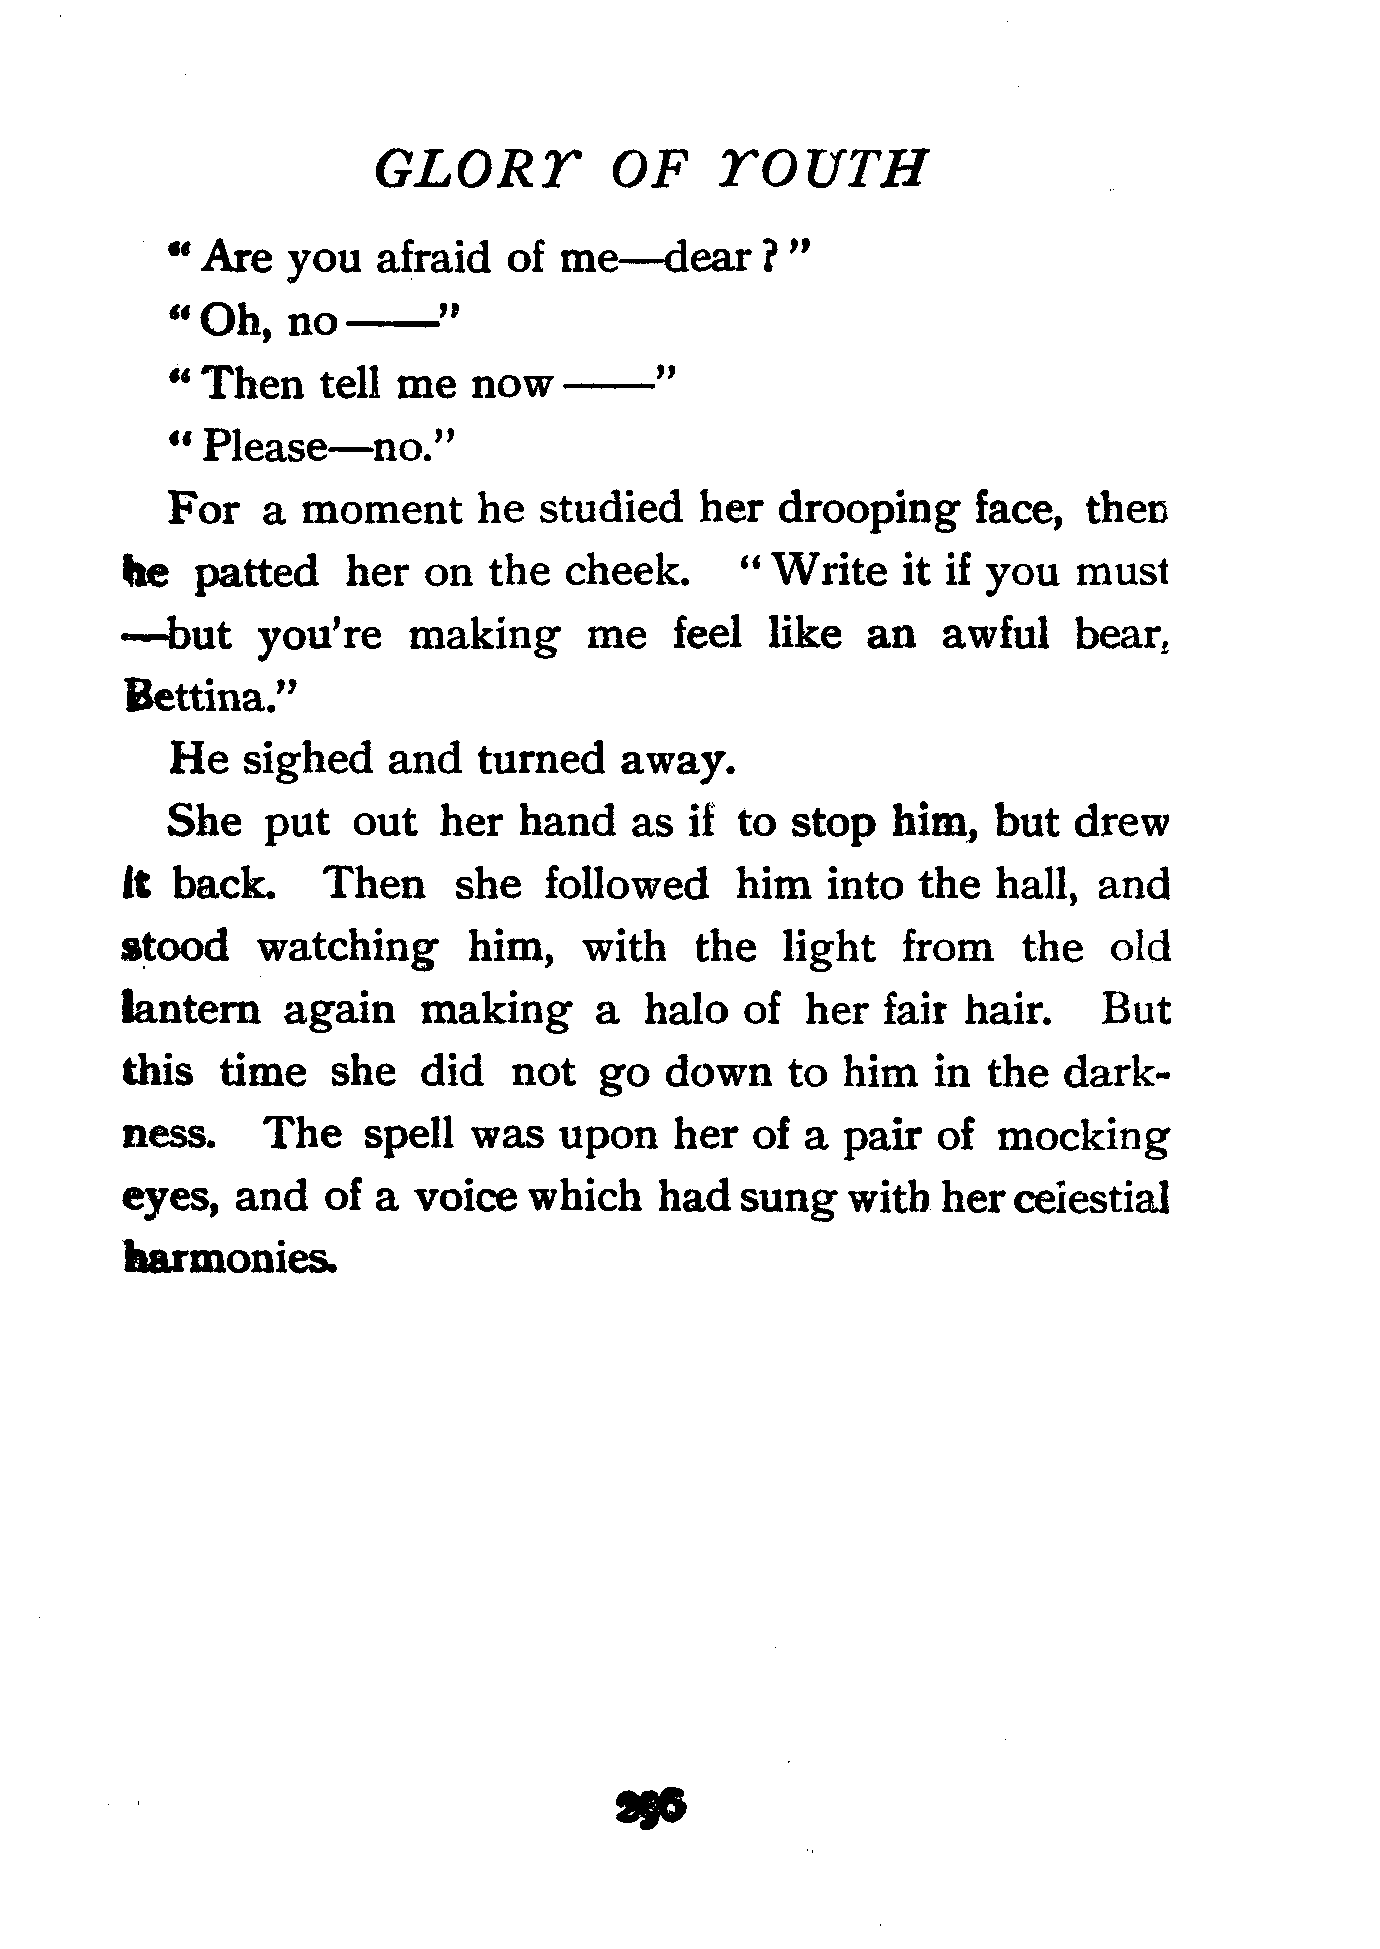 GLORY OF YOUTH
“Are you afraid of me—dear?”
“Oh, no——”
“Then tell me now——”
“Please—no.”
For a moment he studied her drooping face, then
he patted her on the cheek. “Write it if you must
—but you're making me feel like an awful bear,
Bettina.”
He sighed and turned away.
She put out her hand as if to stop him, but drew
it back. Then she followed him into the hall, and
stood watching him, with the light from the old
lantern again making a halo of her fair hair. But
this time she did not go down to him in the dark-
ness. The spell was upon her of a pair of mocking
eyes, and of a voice which had sung with her celestial
harmonies.
296